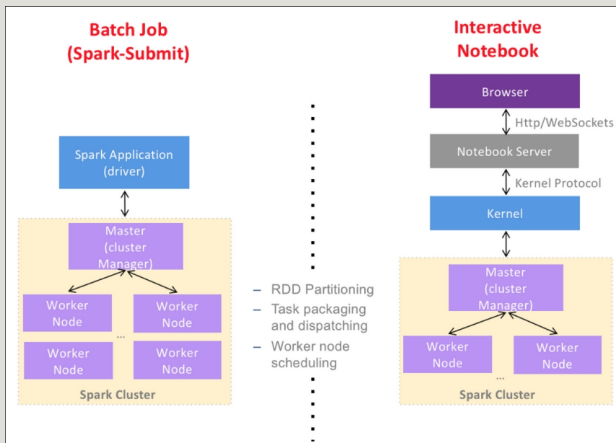 Batch Job
(Spark-Submit)
Spark Application
(driver)
Master
(cluster
Manager)
Worker
Node
Worker
Node
...
Worker
Node
Worker
Node
Spark Cluster
– RDD Partitioning
– Task packaging
and dispatching
– Worker node
scheduling
Interactive
Notebook
Browser
Http/WebSockets
Notebook Server
Kernel Protocol
Kernel
Master
(cluster
Manager)
Worker
Node
Worker
Node
...
Spark Cluster